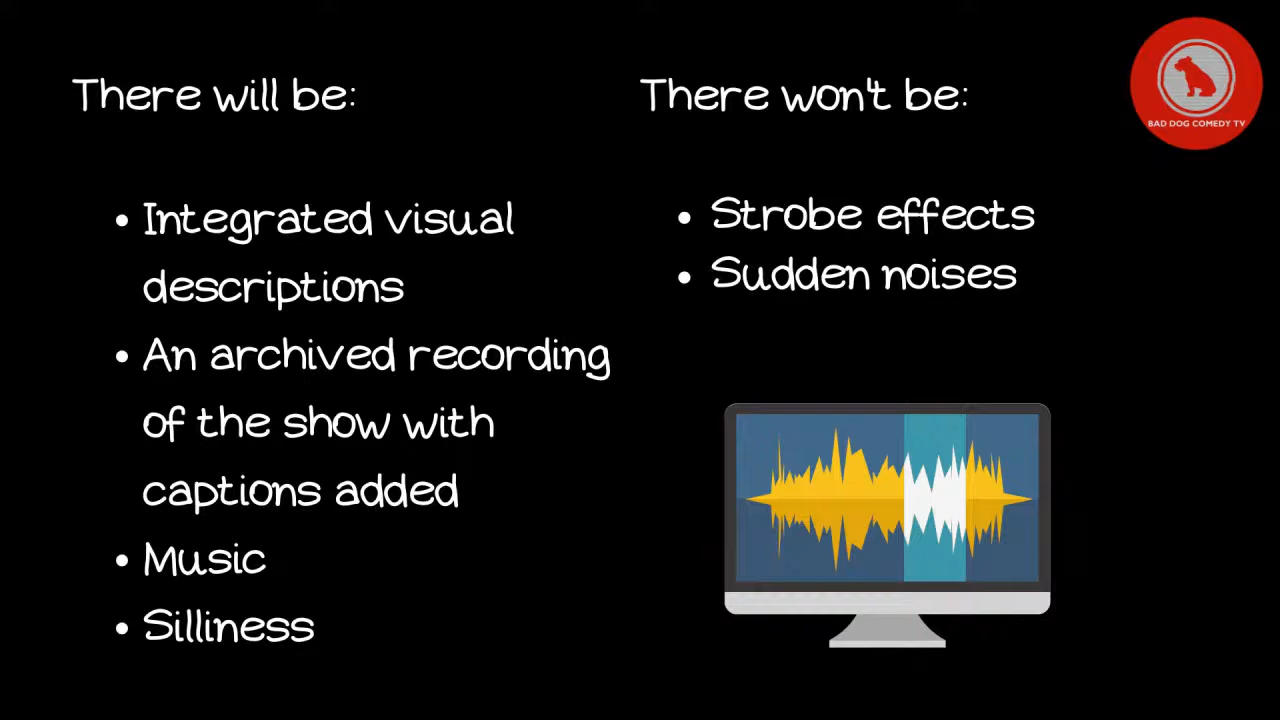 There will be:
Integrated visual
descriptions
An archived recording
of the show with
captions added
Music
Silliness
There won't be:
Strobe effects
Sudden noises
BAD DOG COMEDY TV